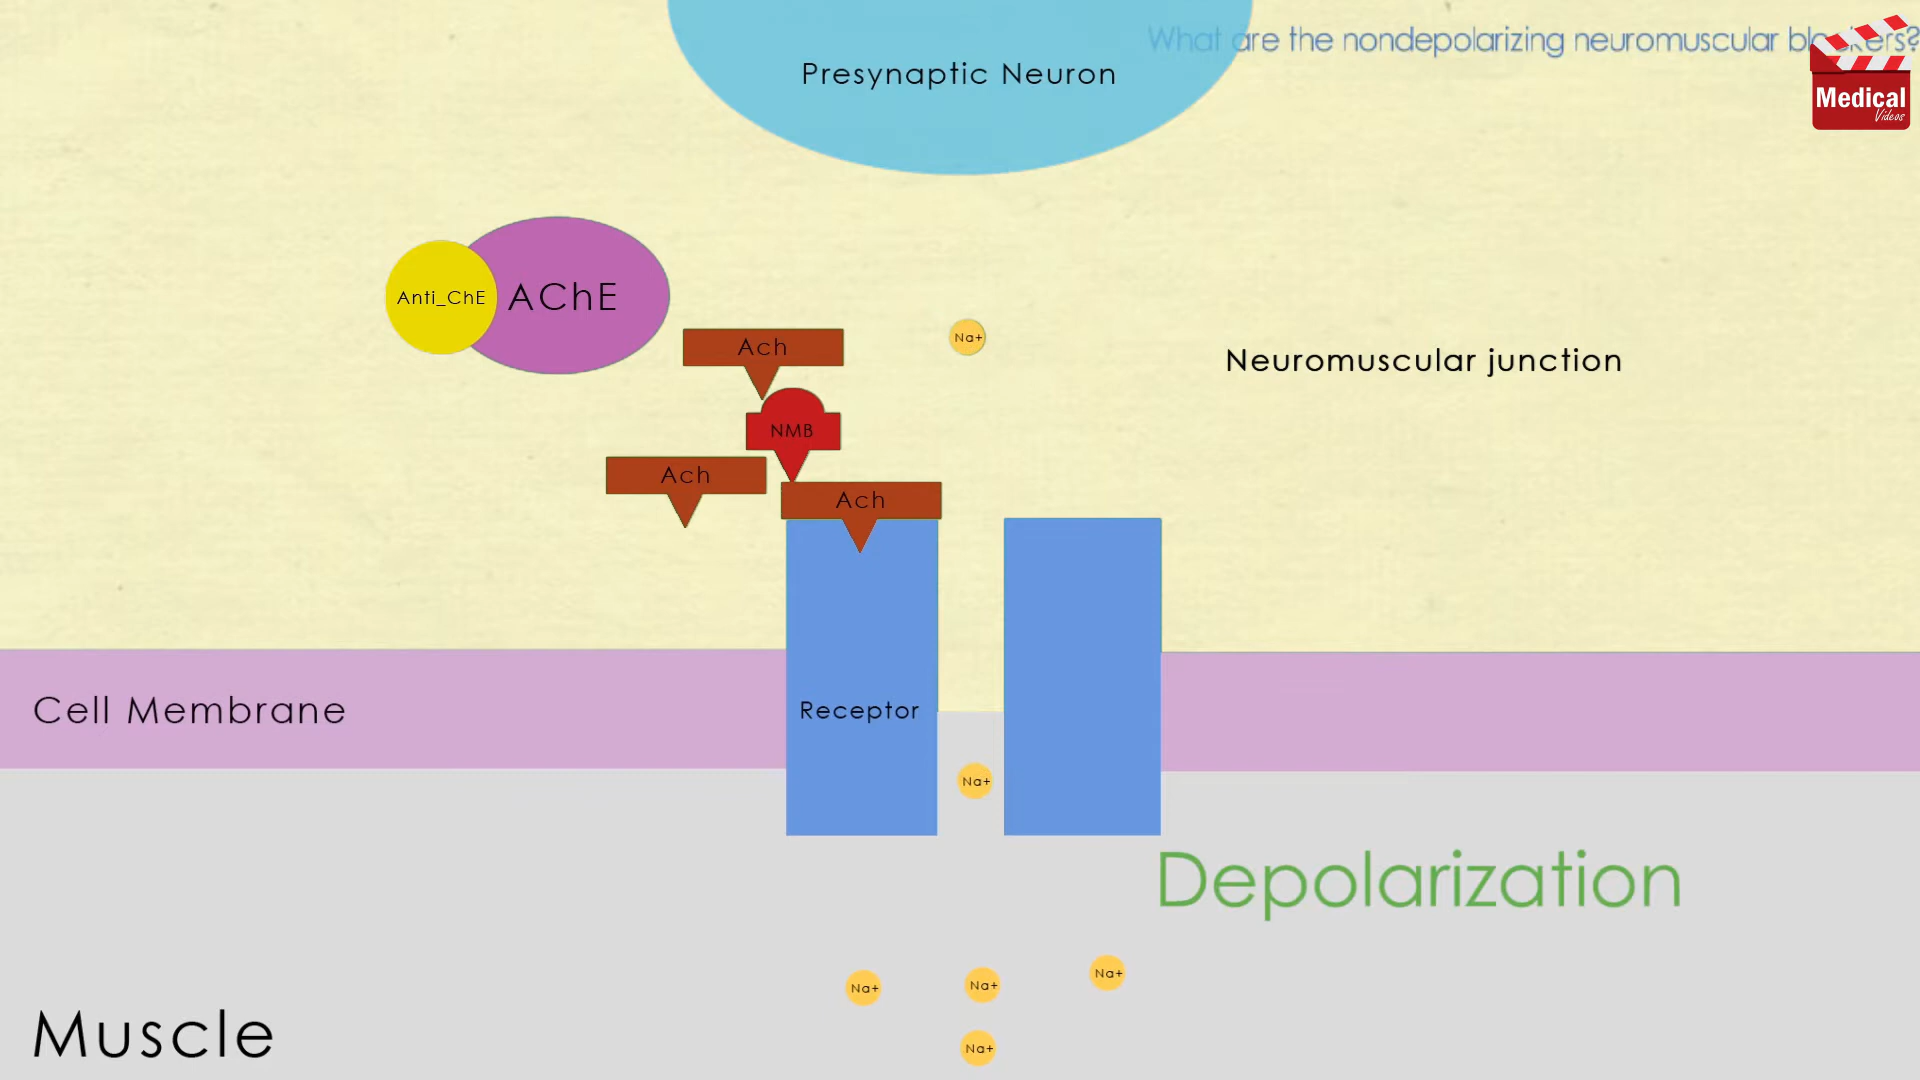 What are the nondepolarizing neuromuscular blockers?
Presynaptic Neuron
Medical
Videos
Anti_ChE
AChE
Ach
Na+
Neuromuscular junction
NMB
Ach
Ach
Cell Membrane
Receptor
Na+
Depolarization
Na+
Na+
Na+
Na+
Muscle